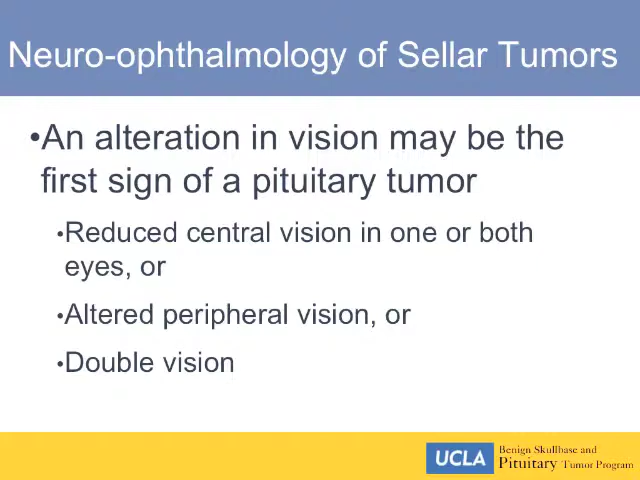 Neuro-ophthalmology of Sellar Tumors
•An alteration in vision may be the
first sign of a pituitary tumor
•Reduced central vision in one or both
eyes, or
•Altered peripheral vision, or
•Double vision
UCLA
Benign Skullbase and
Pituitary Tumor Program